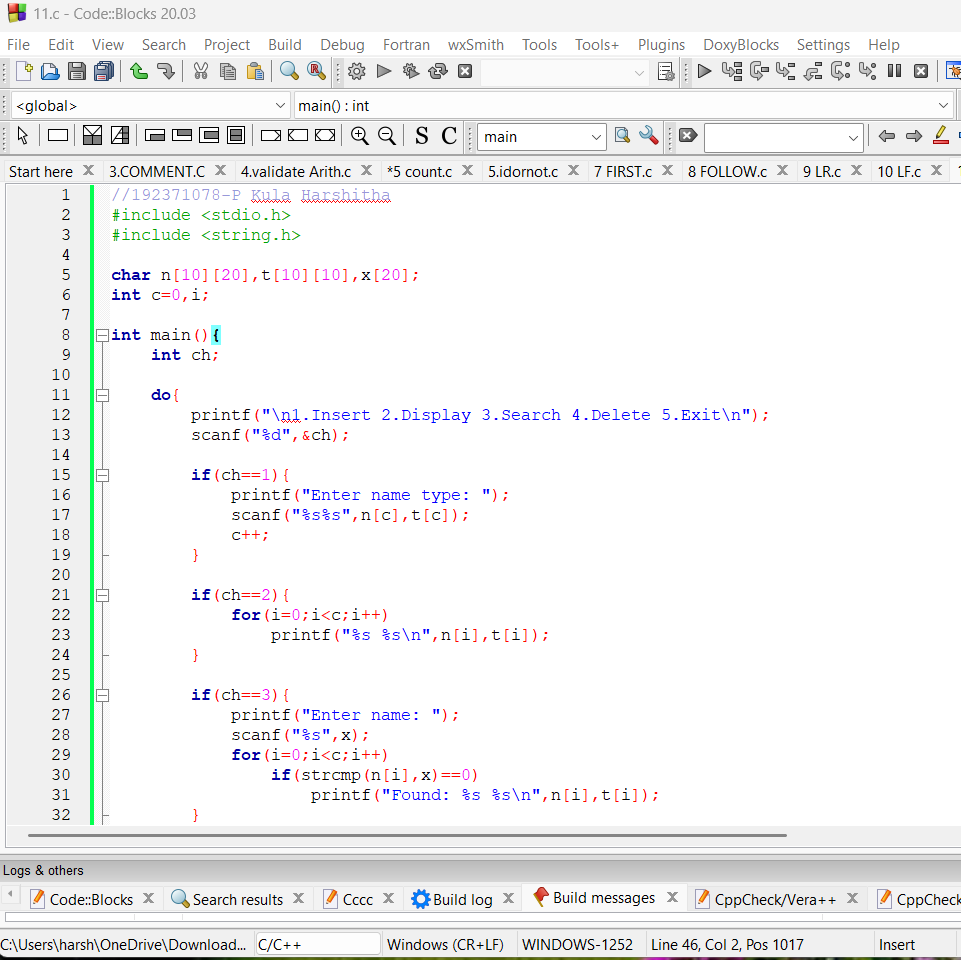 11.c - Code::Blocks 20.03
File Edit View Search Project Build Debug Fortran wxSmith Tools Tools+ Plugins DoxyBlocks Settings Help
<global> main() : int
S C main
Start here 3.COMMENT.C 4.validate Arith.c *5 count.c 5.idornot.c 7 FIRST.c 8 FOLLOW.c 9 LR.c 10 LF.c
1 //192371078-P Kula Harshitha
2 #include <stdio.h>
3 #include <string.h>
4
5 char n[10][20],t[10][10],x[20];
6 int c=0,i;
7
8 int main(){
9     int ch;
10
11     do{
12         printf("\n1.Insert 2.Display 3.Search 4.Delete 5.Exit\n");
13         scanf("%d",&ch);
14
15         if(ch==1){
16             printf("Enter name type: ");
17             scanf("%s%s",n[c],t[c]);
18             c++;
19         }
20
21         if(ch==2){
22             for(i=0;i<c;i++)
23                 printf("%s %s\n",n[i],t[i]);
24         }
25
26         if(ch==3){
27             printf("Enter name: ");
28             scanf("%s",x);
29             for(i=0;i<c;i++)
30                 if(strcmp(n[i],x)==0)
31                     printf("Found: %s %s\n",n[i],t[i]);
32         }
Logs & others
Code::Blocks Search results Cccc Build log Build messages CppCheck/Vera++ CppCheck
C:\Users\harsh\OneDrive\Download... C/C++ Windows (CR+LF) WINDOWS-1252 Line 46, Col 2, Pos 1017 Insert